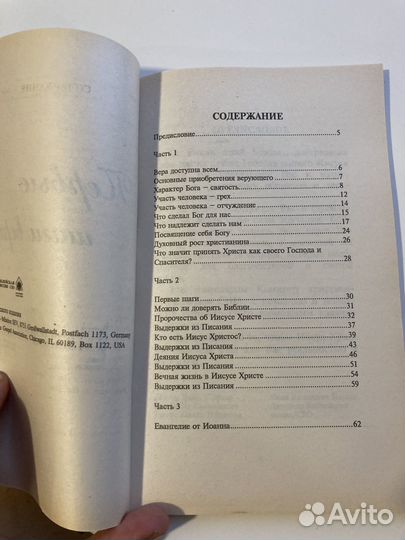 СОДЕРЖАНИЕ
Предисловие 5
Часть 1
Вера доступна всем 6
Основные приобретения верующего 7
Характер Бога — святость 8
Участь человека — грех 12
Участь человека — отчуждение 14
Что сделал Бог для нас 15
Что надлежит сделать нам 17
Посвящение себя Богу 24
Духовный рост христианина 26
Что значит принять Христа как своего Господа и
Спасителя? 28
Часть 2
Первые шаги 30
Можно ли доверять Библии 31
Пророчества об Иисусе Христе 32
Выдержки из Писания 37
Кто есть Иисус Христос? 39
Выдержки из Писания 43
Деяния Иисуса Христа 46
Выдержки из Писания 51
Вечная жизнь в Иисусе Христе 54
Выдержки из Писания 59
Часть 3
Евангелие от Иоанна 62
Postfach 1173, Germany
Gospel Association, Chicago, IL 60189, Box 1122, USA
Avito